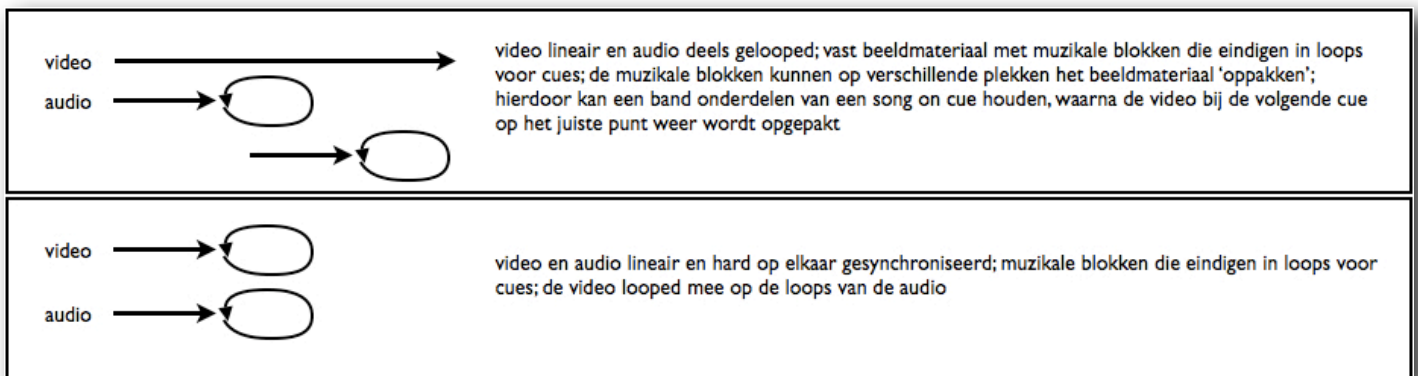 video
audio
video lineair en audio deels gelooped; vast beeldmateriaal met muzikale blokken die eindigen in loops
voor cues; de muzikale blokken kunnen op verschillende plekken het beeldmateriaal ‘oppakken’;
hierdoor kan een band onderdelen van een song on cue houden, waarna de video bij de volgende cue
op het juiste punt weer wordt opgepakt
video
audio
video en audio lineair en hard op elkaar gesynchroniseerd; muzikale blokken die eindigen in loops voor
cues; de video looped mee op de loops van de audio